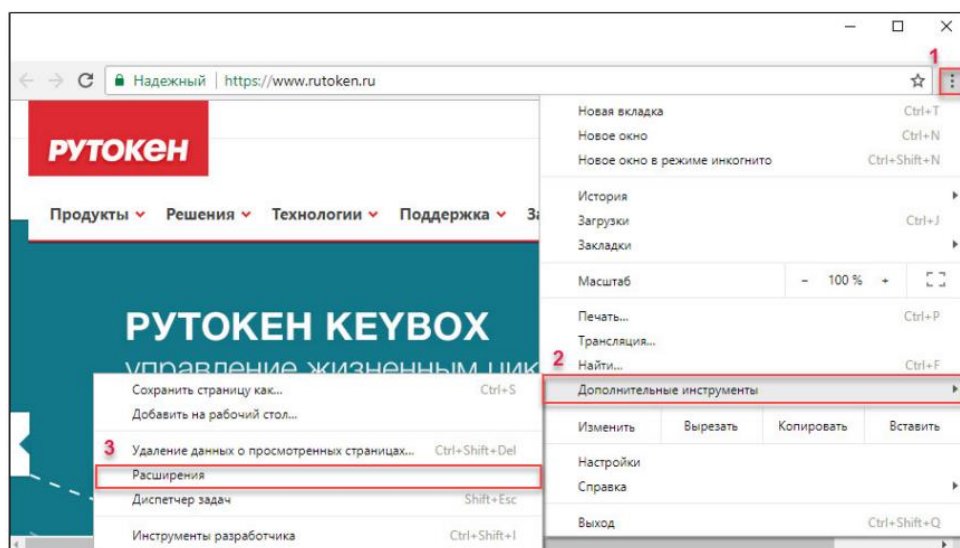 1
Надежный https://www.rutoken.ru
РУТОКЕН
Продукты Решения Технологии Поддержка
РУТОКЕН KEYBOX
управление жизненным
Новая вкладка Ctrl+T
Новое окно Ctrl+N
Новое окно в режиме инкогнито Ctrl+Shift+N
История
Загрузки Ctrl+J
Закладки
Масштаб - 100 % +
Печать... Ctrl+P
Трансляция...
2
Найти... Ctrl+F
Дополнительные инструменты
Изменить Вырезать Копировать Вставить
Настройки
Справка
Выход Ctrl+Shift+Q
Сохранить страницу как... Ctrl+S
Добавить на рабочий стол...
3
Удаление данных о просмотренных страницах... Ctrl+Shift+Del
Расширения
Диспетчер задач Shift+Esc
Инструменты разработчика Ctrl+Shift+I